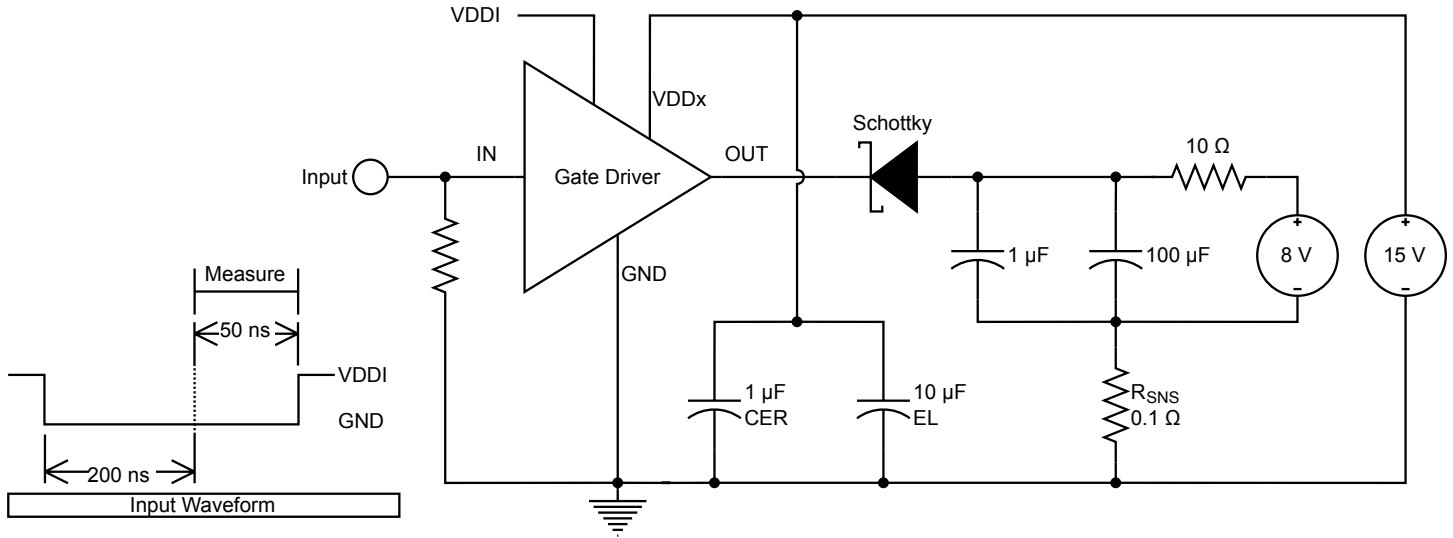 VDDI
VDDx
Schottky
10 Ω
IN
OUT
Input
Gate Driver
+
+
1 µF
100 µF
8 V
15 V
GND
–
–
Measure
50 ns
VDDI
1 µF
CER
10 µF
EL
RSNS
0.1 Ω
GND
200 ns
Input Waveform